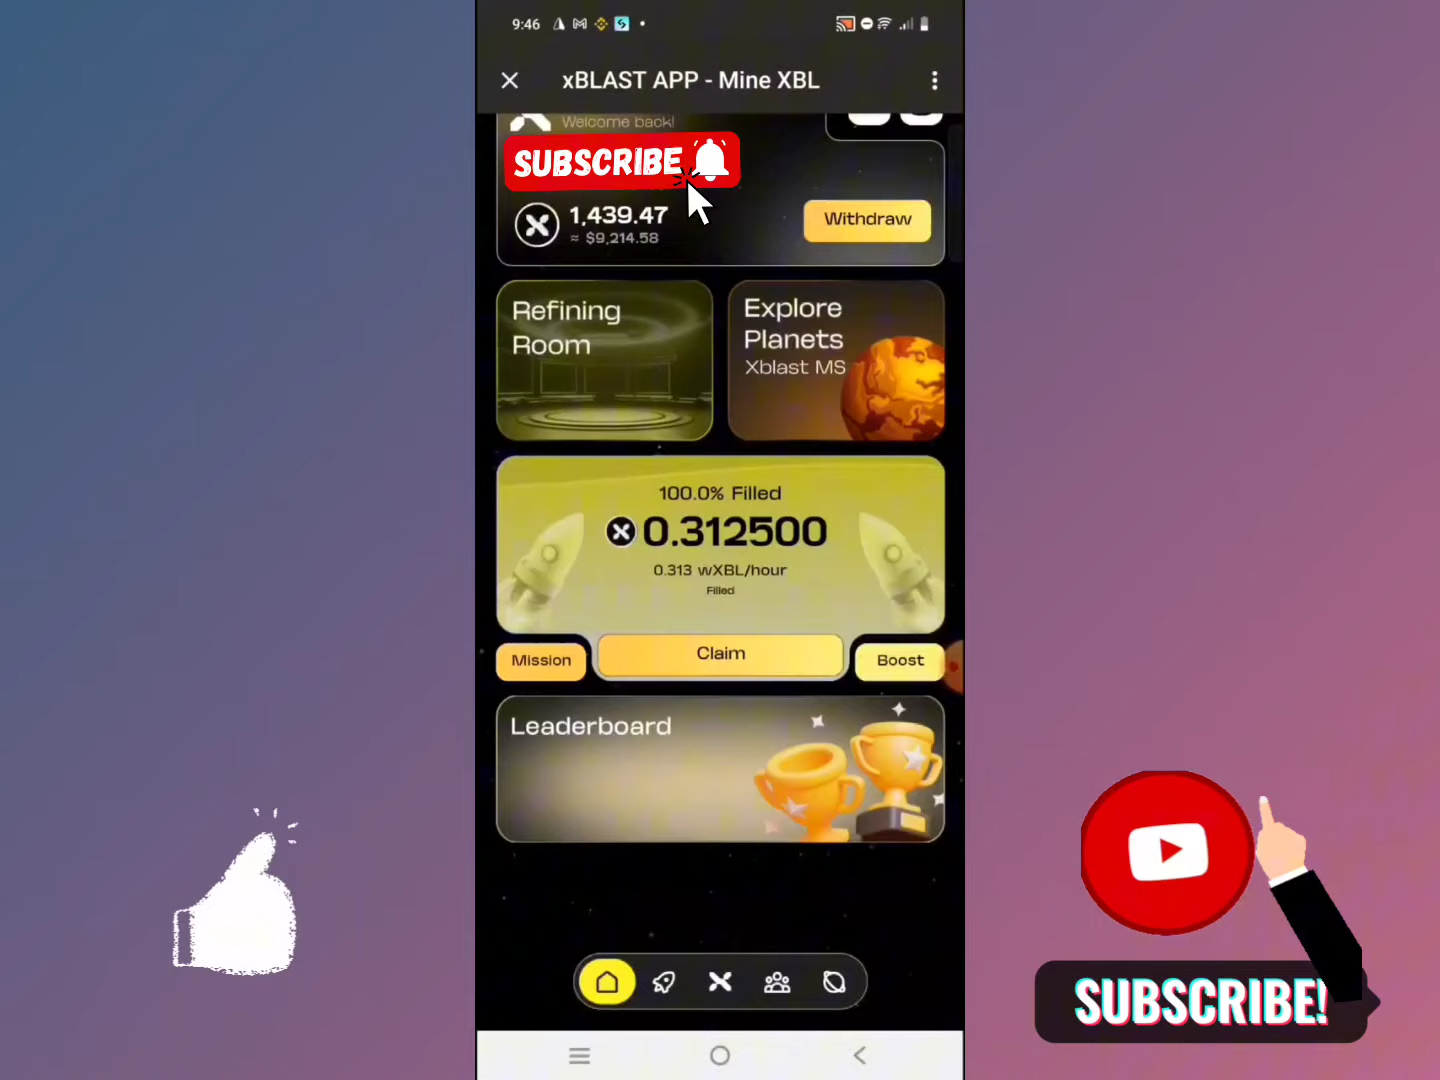 9:46
xBLAST APP - Mine XBL
Welcome back!
SUBSCRIBE
1,439.47
≈ $9,214.58
Withdraw
Refining
Room
Explore
Planets
Xblast MS
100.0% Filled
0.312500
0.313 wXBL/hour
Filled
Mission
Claim
Boost
Leaderboard
SUBSCRIBE!